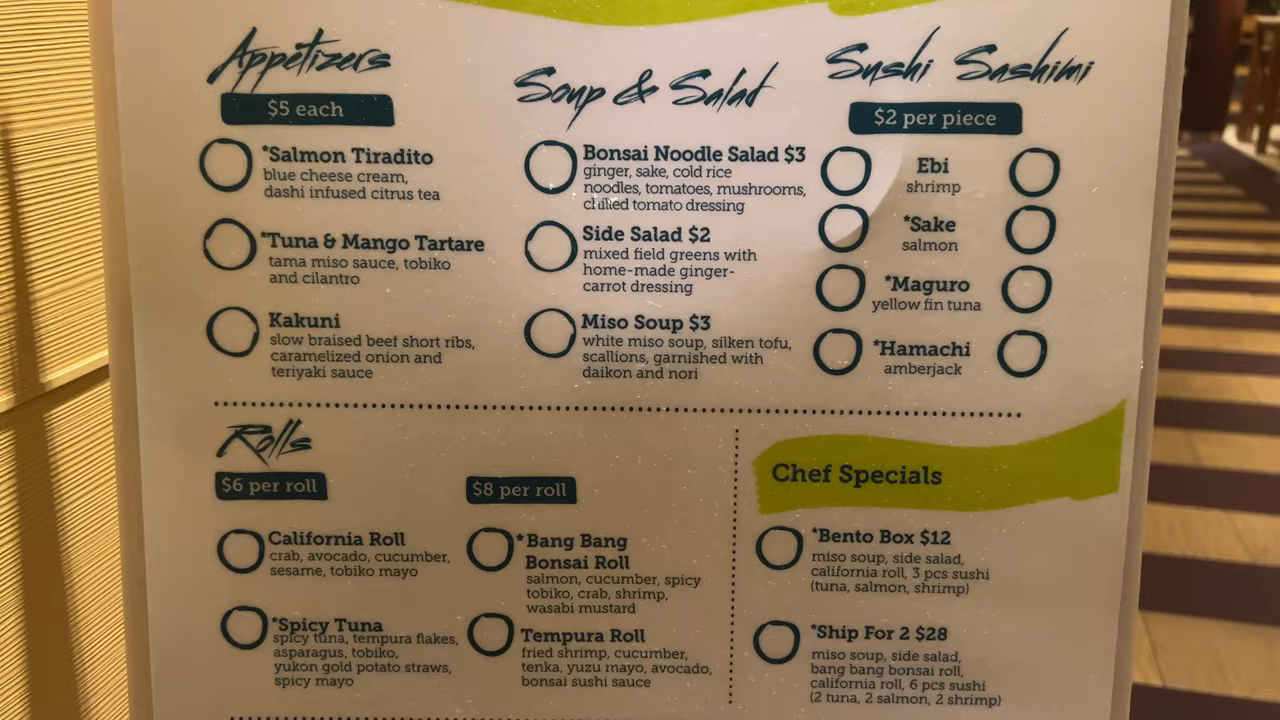 Appetizers
$5 each
*Salmon Tiradito
blue cheese cream,
dashi infused citrus tea
*Tuna & Mango Tartare
tama miso sauce, tobiko
and cilantro
Kakuni
slow braised beef short ribs,
caramelized onion and
teriyaki sauce
Soup & Salad
Bonsai Noodle Salad $3
ginger, sake, cold rice
noodles, tomatoes, mushrooms,
chilled tomato dressing
Side Salad $2
mixed field greens with
home-made ginger-
carrot dressing
Miso Soup $3
white miso soup, silken tofu,
scallions, garnished with
daikon and nori
Sushi Sashimi
$2 per piece
Ebi
shrimp
*Sake
salmon
*Maguro
yellow fin tuna
*Hamachi
amberjack
Rolls
$6 per roll
California Roll
crab, avocado, cucumber,
sesame, tobiko mayo
*Spicy Tuna
spicy tuna, tempura flakes,
asparagus, tobiko,
yukon gold potato straws,
spicy mayo
$8 per roll
*Bang Bang
Bonsai Roll
salmon, cucumber, spicy
tobiko, crab, shrimp,
wasabi mustard
Tempura Roll
fried shrimp, cucumber,
tenka, yuzu mayo, avocado,
bonsai sushi sauce
Chef Specials
*Bento Box $12
miso soup, side salad,
california roll, 3 pcs sushi
(tuna, salmon, shrimp)
*Ship For 2 $28
miso soup, side salad,
bang bang bonsai roll,
california roll, 6 pcs sushi
(2 tuna, 2 salmon, 2 shrimp)